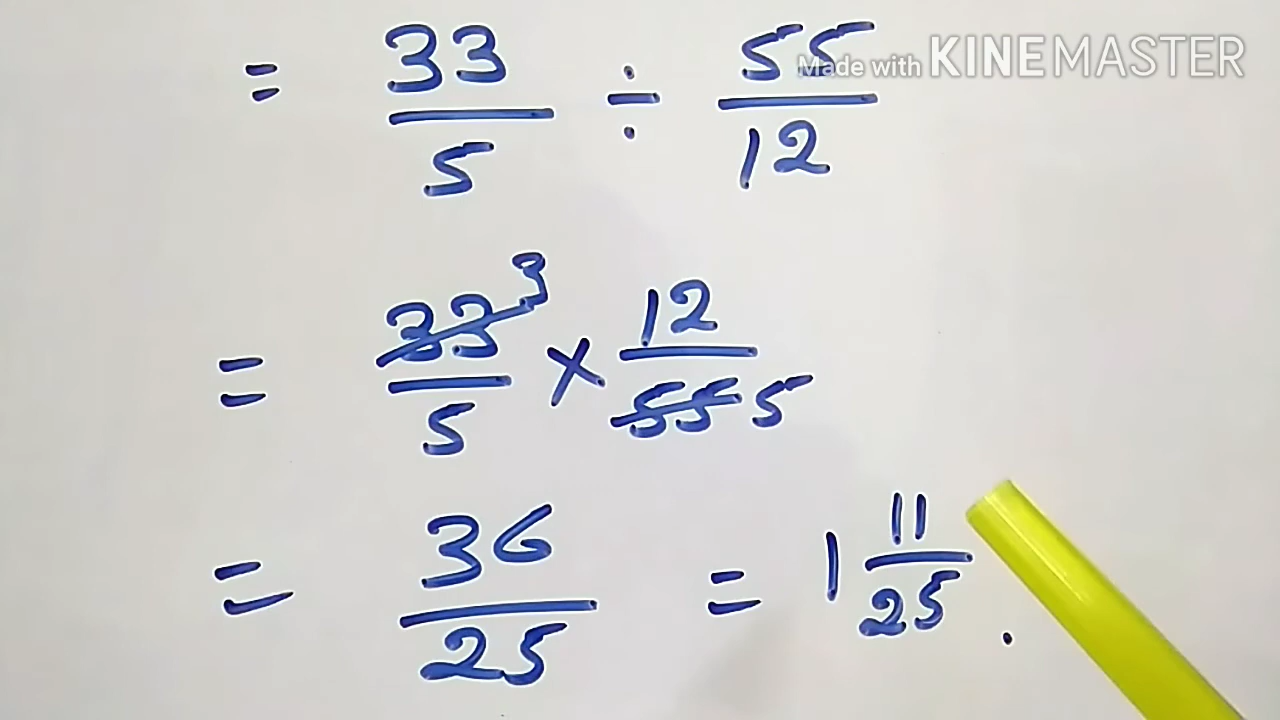 = 33/5 ÷ 55/12
Made with KINEMASTER
= 33/5 3 × 12/55 5
= 36/25 = 1 11/25 .